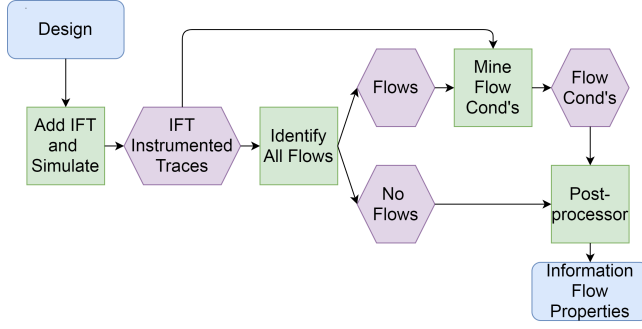 Design
Add IFT
and
Simulate
IFT
Instrumented
Traces
Identify
All Flows
Flows
No
Flows
Mine
Flow
Cond's
Flow
Cond's
Post-
processor
Information
Flow
Properties